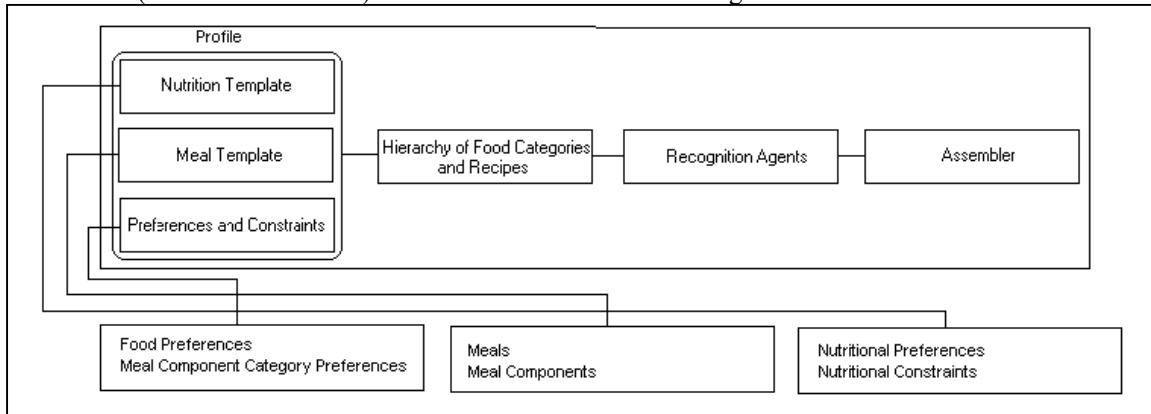 Profile
Nutrition Template
Meal Template
Preferences and Constraints
Hierarchy of Food Categories
and Recipes
Recognition Agents
Assembler
Food Preferences
Meal Component Category Preferences
Meals
Meal Components
Nutritional Preferences
Nutritional Constraints